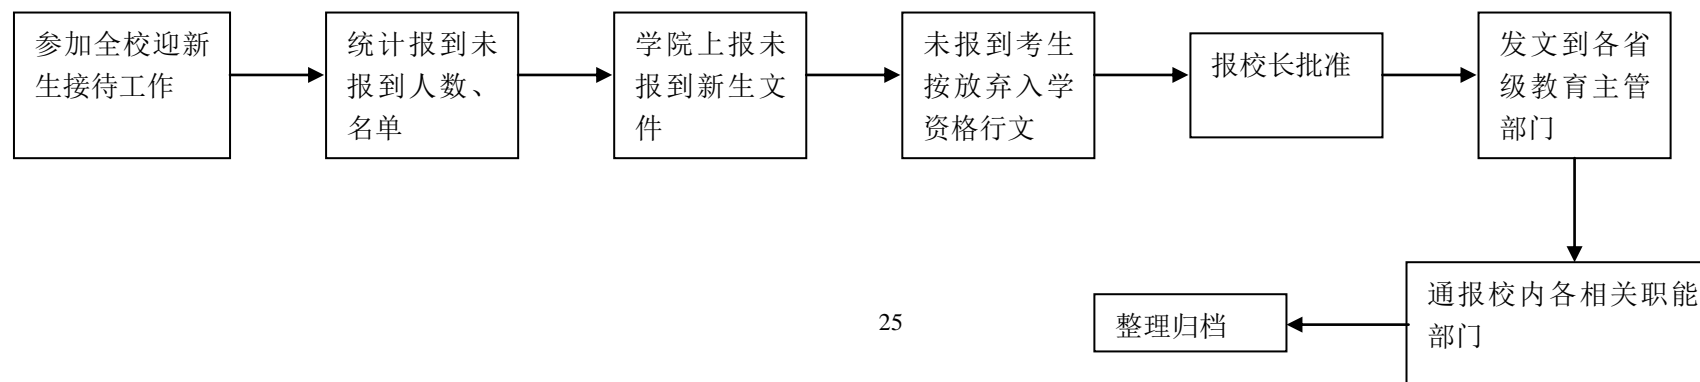 参加全校迎新
生接待工作
统计报到未
报到人数、
名单
学院上报未
报到新生文
件
未报到考生
按放弃入学
资格行文
报校长批准
发文到各省
级教育主管
部门
通报校内各相关职能
部门
整理归档
25